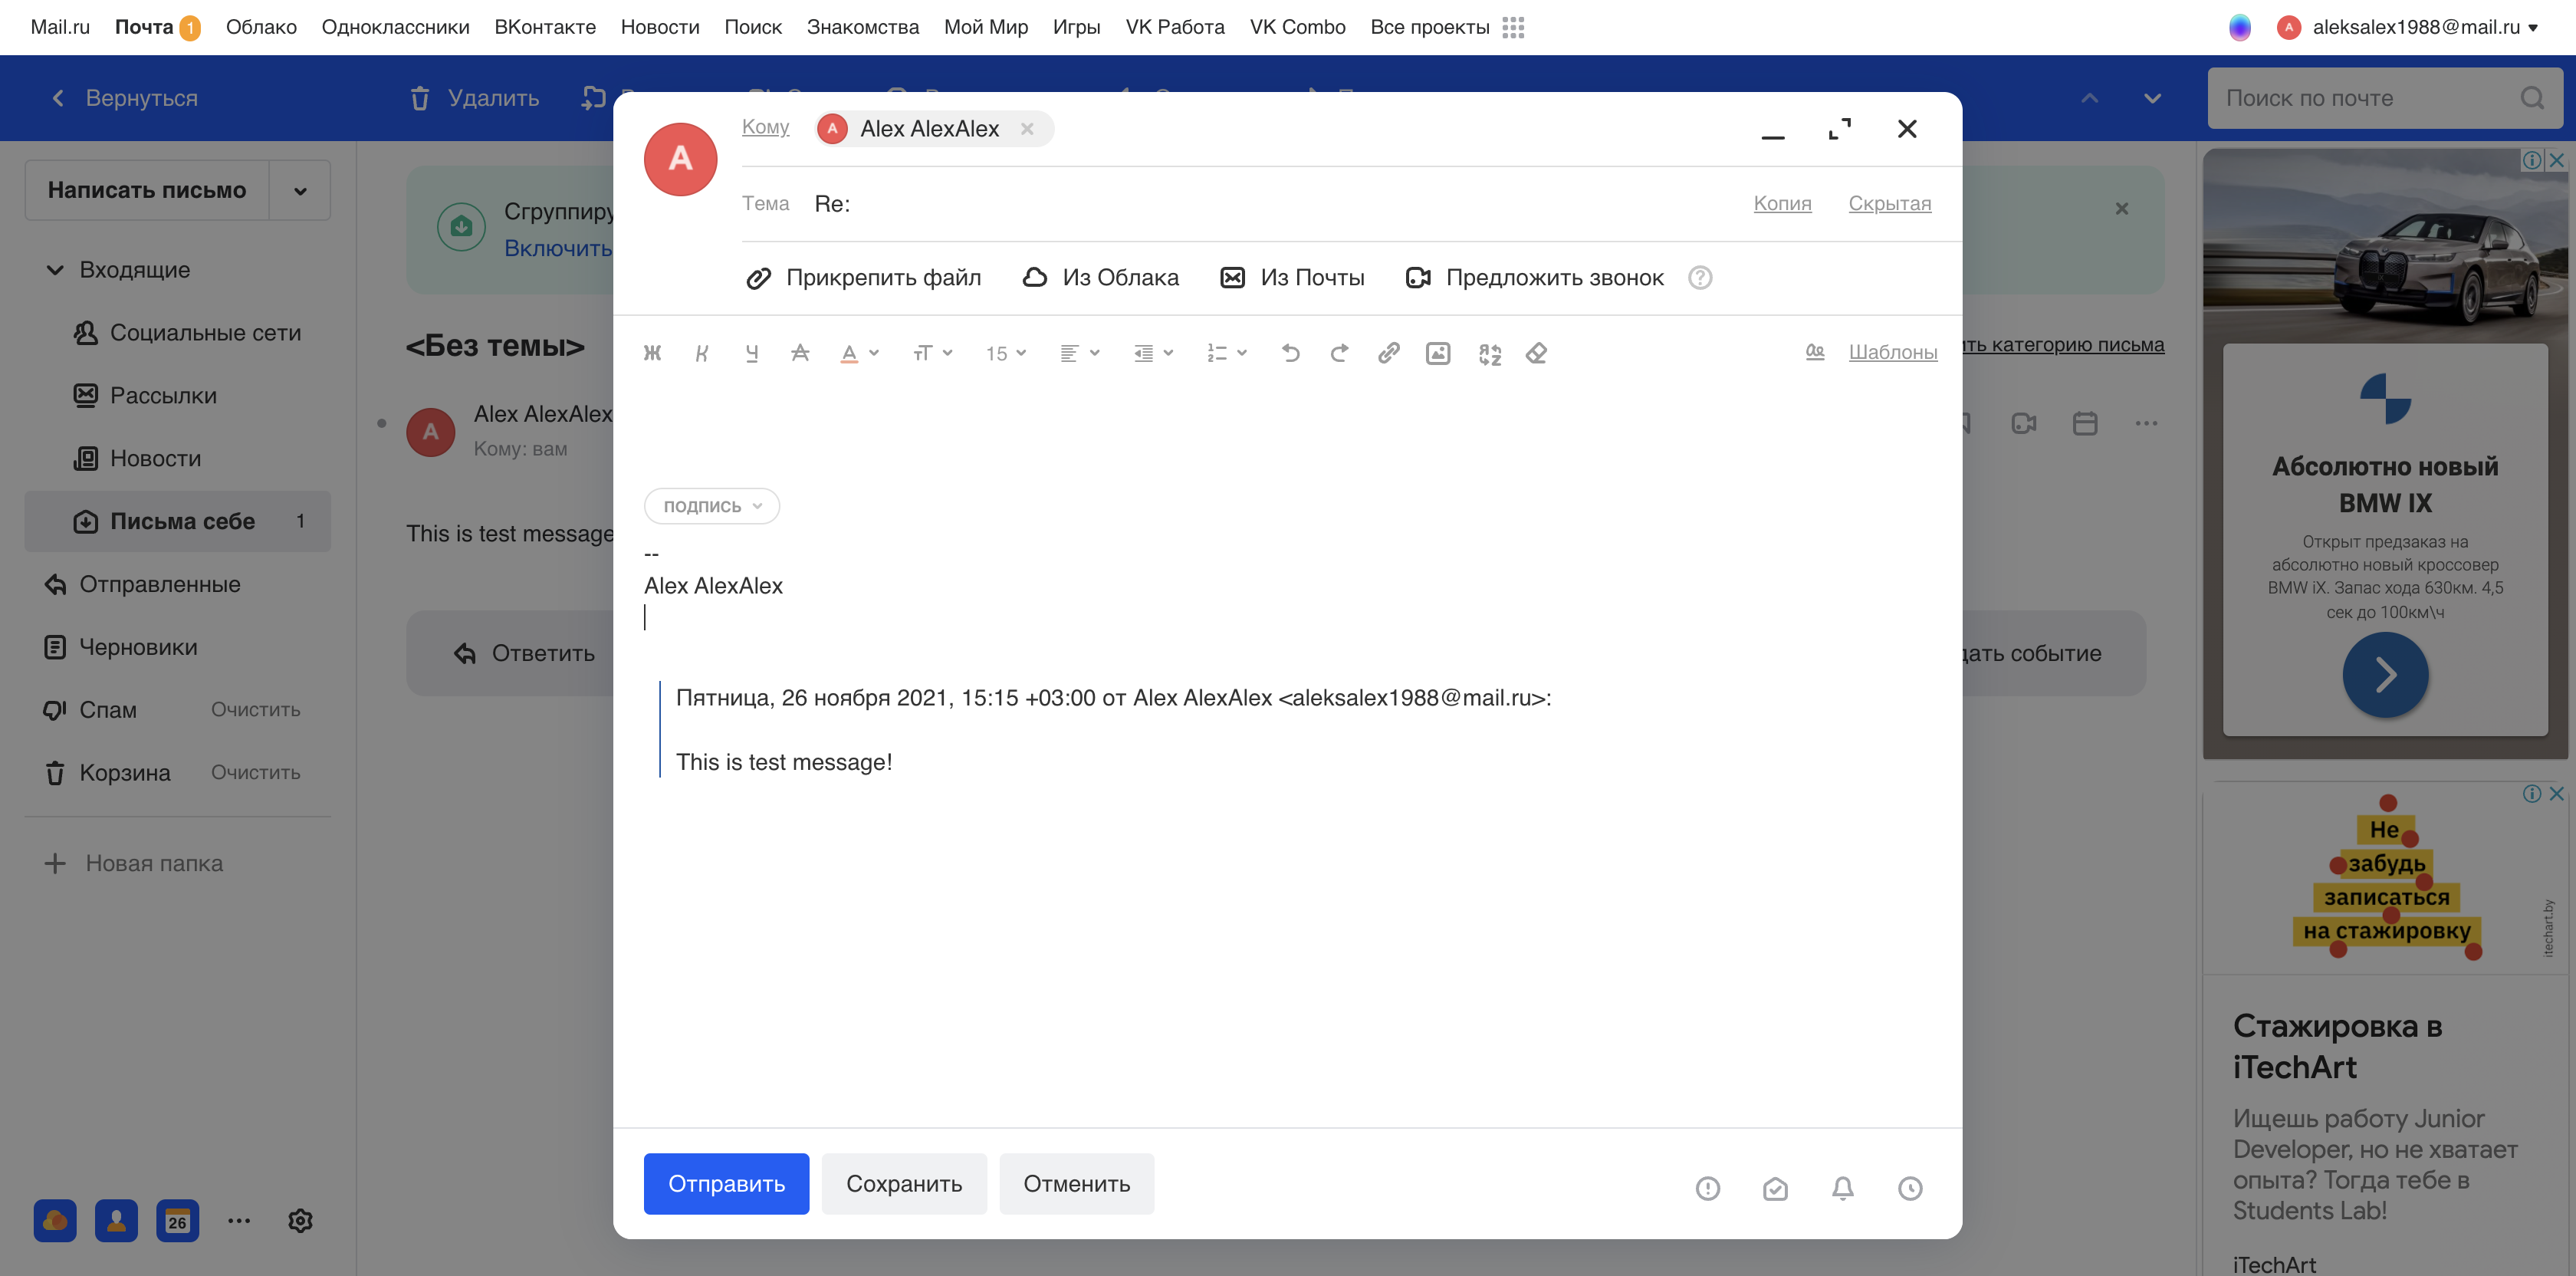 Mail.ru Почта 1 Облако Одноклассники ВКонтакте Новости Поиск Знакомства Мой Мир Игры VK Работа VK Combo Все проекты
A aleksalex1988@mail.ru
Вернуться
Удалить
Поиск по почте
Написать письмо
Входящие
Социальные сети
Рассылки
Новости
Письма себе 1
Отправленные
Черновики
Спам Очистить
Корзина Очистить
Новая папка
26
Сгруппиру
Включить
<Без темы>
ть категорию письма
A
Alex AlexAlex
Кому: вам
This is test message
Ответить
дать событие
A
Кому A Alex AlexAlex
Тема Re: Копия Скрытая
Прикрепить файл Из Облака Из Почты Предложить звонок ?
Ж К Ч А А тТ 15 Шаблоны
подпись
--
Alex AlexAlex
Пятница, 26 ноября 2021, 15:15 +03:00 от Alex AlexAlex <aleksalex1988@mail.ru>:
This is test message!
Отправить Сохранить Отменить
Абсолютно новый
BMW IX
Открыт предзаказ на
абсолютно новый кроссовер
BMW iX. Запас хода 630км. 4,5
сек до 100км\ч
Не
забудь
записаться
на стажировку
itechart.by
Стажировка в
iTechArt
Ищешь работу Junior
Developer, но не хватает
опыта? Тогда тебе в
Students Lab!
iTechArt